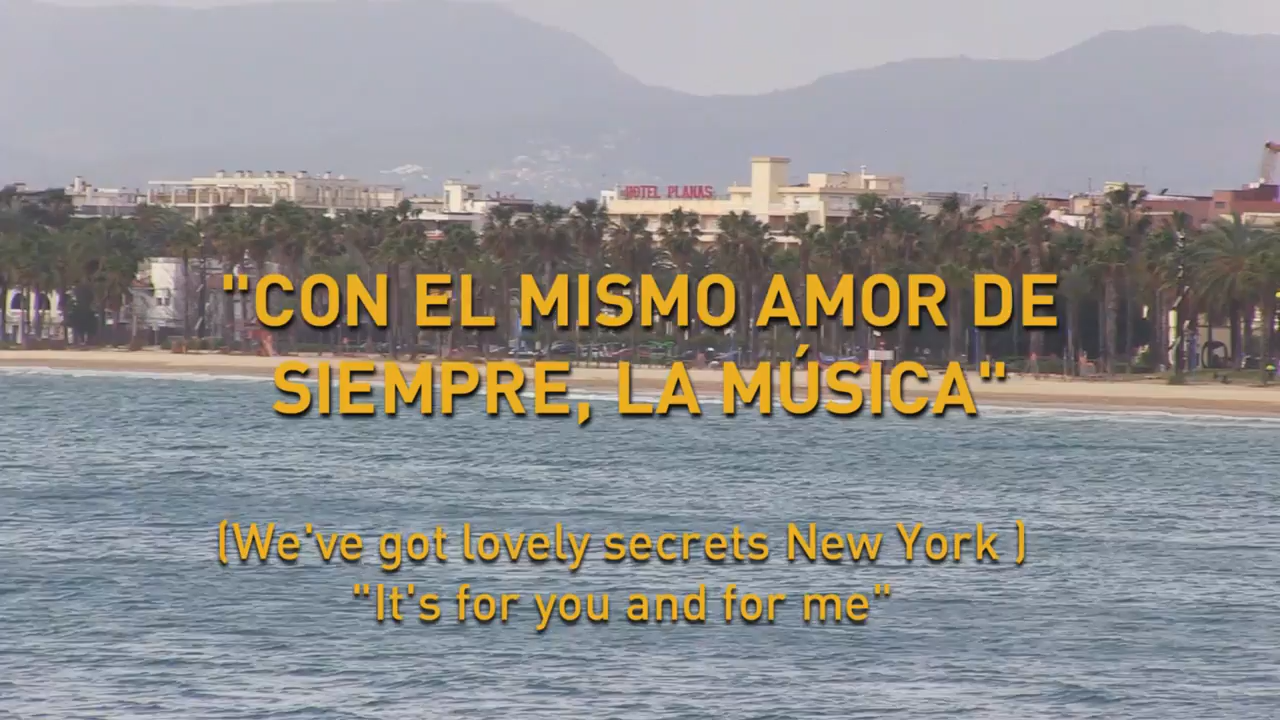 HOTEL PLANAS
"CON EL MISMO AMOR DE
SIEMPRE, LA MÚSICA"
(We've got lovely secrets New York )
"It's for you and for me"